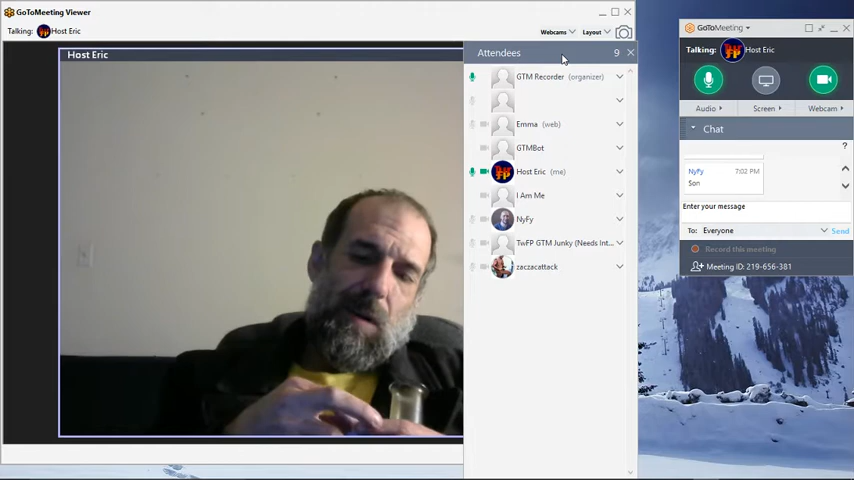 GoToMeeting Viewer
Talking: Host Eric
Webcams
Layout
Host Eric
Attendees 9
GTM Recorder (organizer)
Emma (web)
GTMBot
Host Eric (me)
I Am Me
NyFy
TwFP GTM Junky (Needs Int...
zaczacattack
GoToMeeting
Talking: Host Eric
Audio
Screen
Webcam
Chat
?
NyFy 7:02 PM
Son
Enter your message
To: Everyone Send
Record this meeting
Meeting ID: 219-656-381